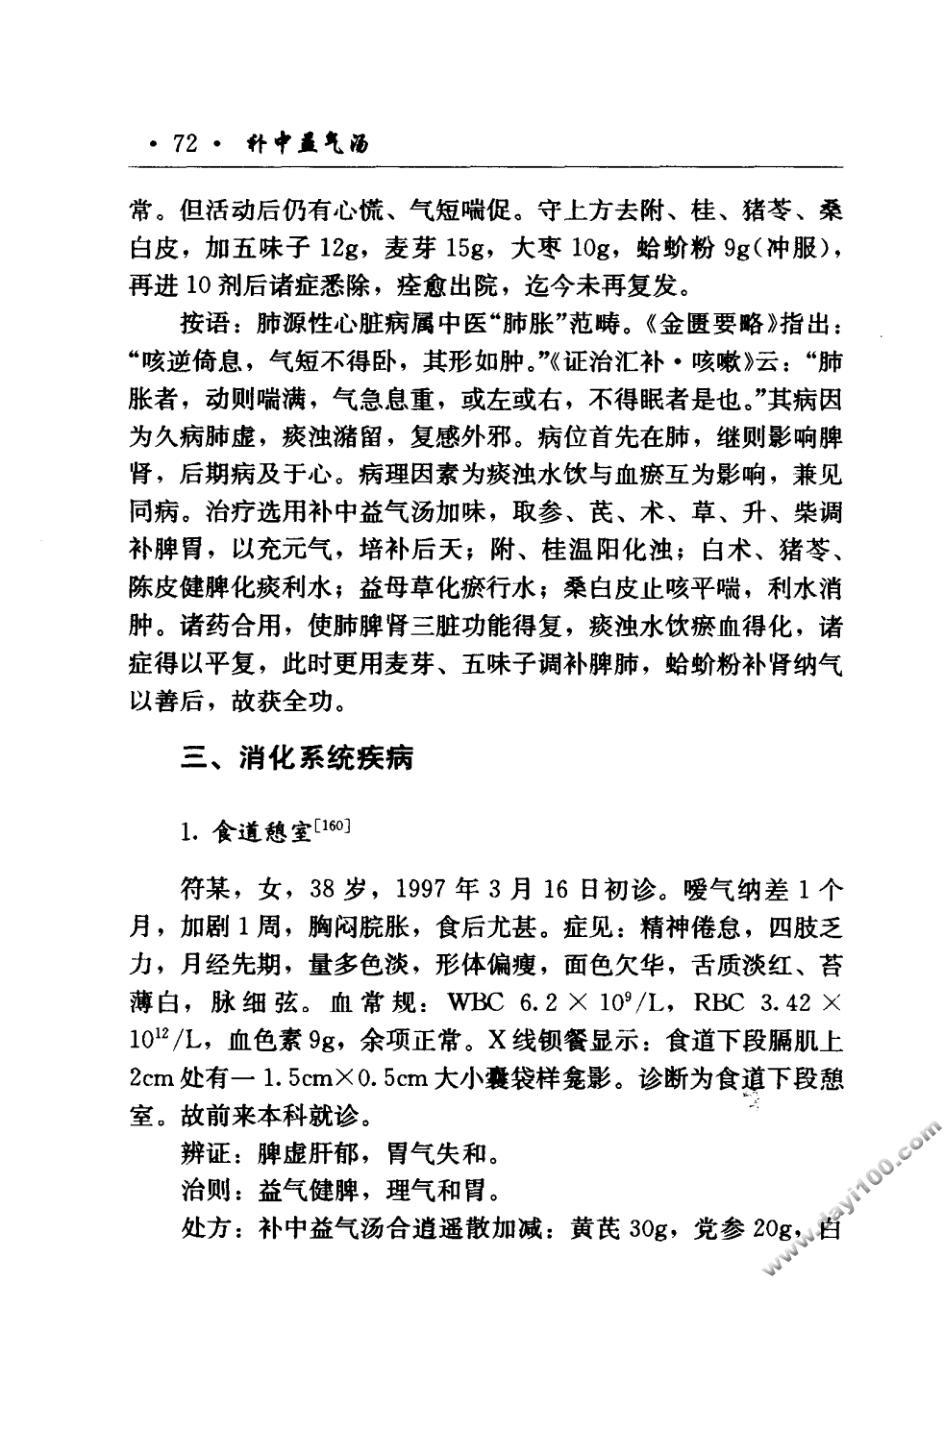 · 72 · 补中益气汤
常。但活动后仍有心慌、气短喘促。守上方去附、桂、猪苓、桑
白皮，加五味子 12g，麦芽 15g，大枣 10g，蛤蚧粉 9g(冲服)，
再进 10 剂后诸症悉除，痊愈出院，迄今未再复发。
按语：肺源性心脏病属中医“肺胀”范畴。《金匮要略》指出：
“咳逆倚息，气短不得卧，其形如肿。”《证治汇补·咳嗽》云：“肺
胀者，动则喘满，气急息重，或左或右，不得眠者是也。”其病因
为久病肺虚，痰浊潴留，复感外邪。病位首先在肺，继则影响脾
肾，后期病及于心。病理因素为痰浊水饮与血瘀互为影响，兼见
同病。治疗选用补中益气汤加味，取参、芪、术、草、升、柴调
补脾胃，以充元气，培补后天；附、桂温阳化浊；白术、猪苓、
陈皮健脾化痰利水；益母草化瘀行水；桑白皮止咳平喘，利水消
肿。诸药合用，使肺脾肾三脏功能得复，痰浊水饮瘀血得化，诸
症得以平复，此时更用麦芽、五味子调补脾肺，蛤蚧粉补肾纳气
以善后，故获全功。
三、消化系统疾病
1. 食道憩室[160]
符某，女，38 岁，1997 年 3 月 16 日初诊。嗳气纳差 1 个
月，加剧 1 周，胸闷脘胀，食后尤甚。症见：精神倦怠，四肢乏
力，月经先期，量多色淡，形体偏瘦，面色欠华，舌质淡红、苔
薄白，脉细弦。血常规：WBC 6.2 × 10⁹/L，RBC 3.42 ×
10¹²/L，血色素 9g，余项正常。X 线钡餐显示：食道下段膈肌上
2cm 处有一 1.5cm×0.5cm 大小囊袋样龛影。诊断为食道下段憩
室。故前来本科就诊。
辨证：脾虚肝郁，胃气失和。
治则：益气健脾，理气和胃。
处方：补中益气汤合逍遥散加减：黄芪 30g，党参 20g，白
www.dayi100.com